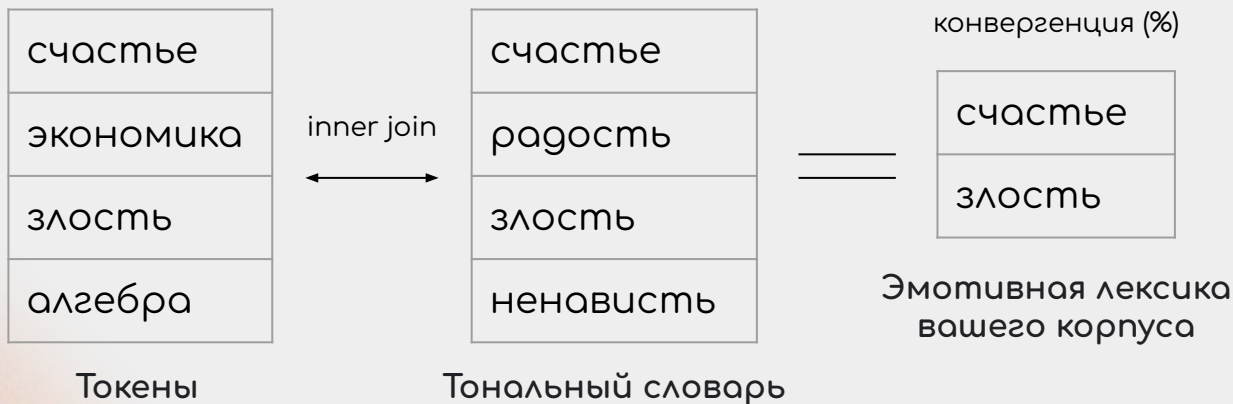 счастье
экономика
злость
алгебра
Токены
inner join
счастье
радость
злость
ненависть
Тональный словарь
конвергенция (%)
счастье
злость
Эмотивная лексика
вашего корпуса